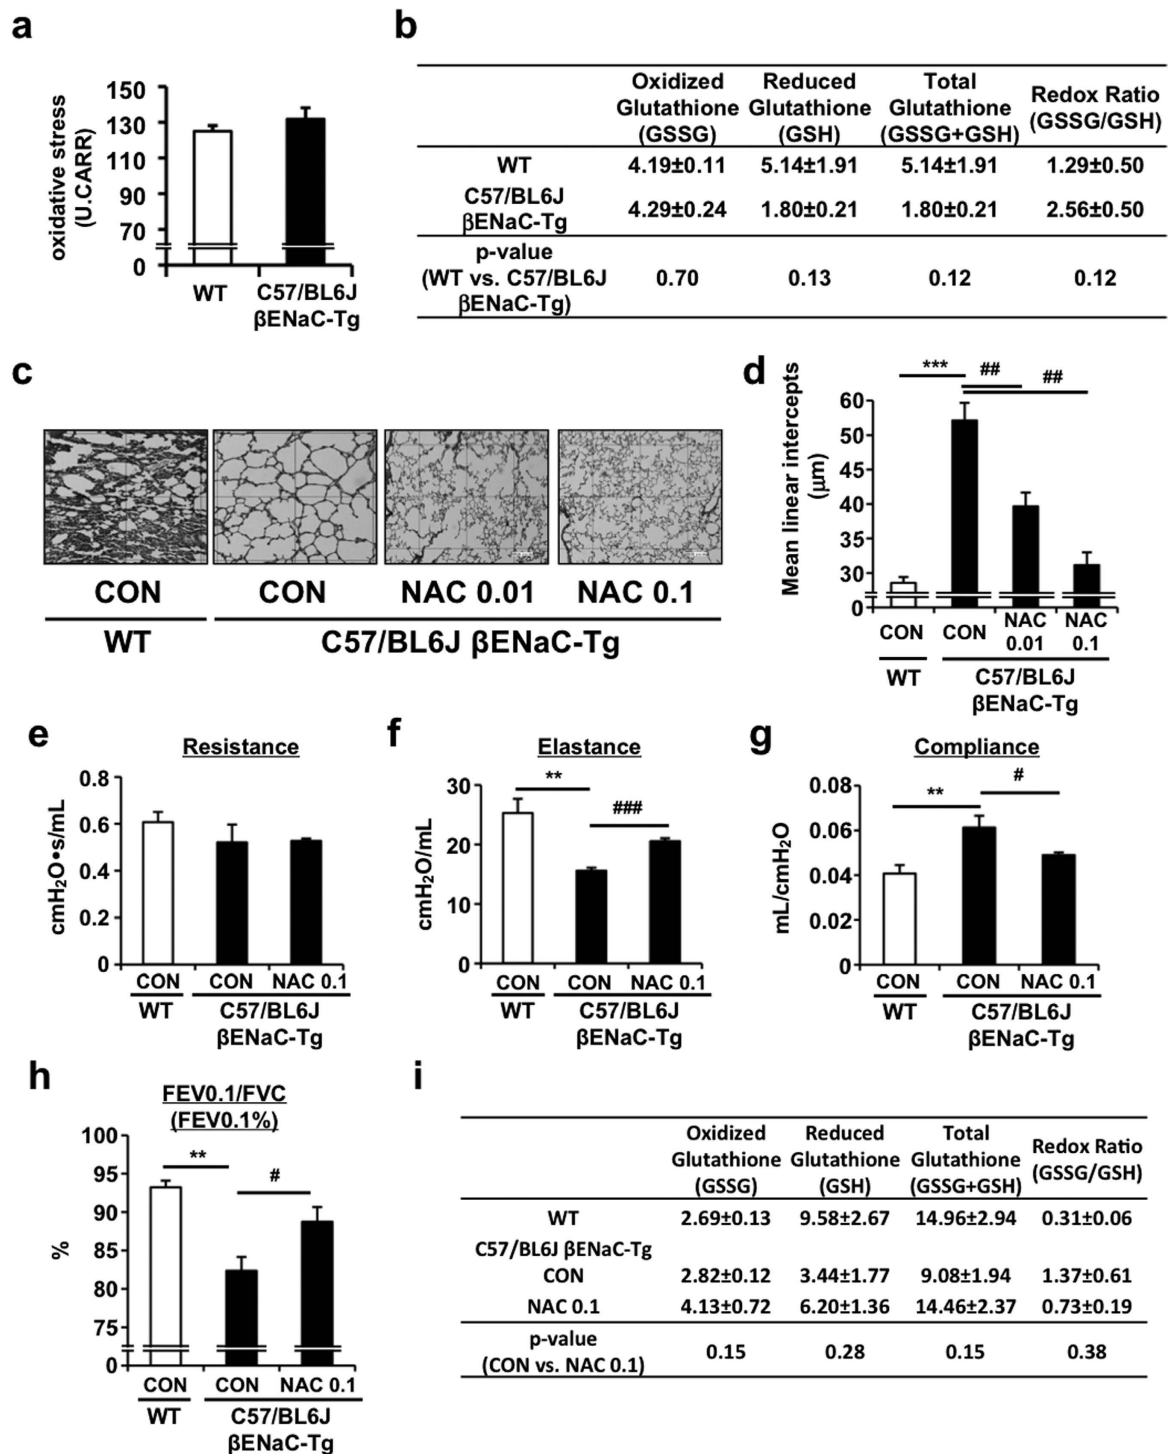 a
oxidative stress
(U.CARR)
150
130
110
90
70
0
WT
C57/BL6J
βENaC-Tg
b
Oxidized Glutathione (GSSG)
Reduced Glutathione (GSH)
Total Glutathione (GSSG+GSH)
Redox Ratio (GSSG/GSH)
WT 4.19±0.11 5.14±1.91 5.14±1.91 1.29±0.50
C57/BL6J
βENaC-Tg 4.29±0.24 1.80±0.21 1.80±0.21 2.56±0.50
p-value
(WT vs. C57/BL6J 0.70 0.13 0.12 0.12
βENaC-Tg)
c
CON CON NAC 0.01 NAC 0.1
WT C57/BL6J βENaC-Tg
d
Mean linear intercepts
(μm)
*** ## ##
60
50
45
40
35
30
0
CON CON NAC 0.01 NAC 0.1
WT C57/BL6J
βENaC-Tg
e
Resistance
cmH₂O•s/mL
0.8
0.6
0.4
0.2
0
CON CON NAC 0.1
WT C57/BL6J
βENaC-Tg
f
Elastance
cmH₂O/mL
** ###
30
20
10
0
CON CON NAC 0.1
WT C57/BL6J
βENaC-Tg
g
Compliance
mL/cmH₂O
** #
0.08
0.06
0.04
0.02
0
CON CON NAC 0.1
WT C57/BL6J
βENaC-Tg
h
FEV0.1/FVC
(FEV0.1%)
%
** #
100
95
90
85
80
75
0
CON CON NAC 0.1
WT C57/BL6J
βENaC-Tg
i
Oxidized Glutathione (GSSG)
Reduced Glutathione (GSH)
Total Glutathione (GSSG+GSH)
Redox Ratio (GSSG/GSH)
WT 2.69±0.13 9.58±2.67 14.96±2.94 0.31±0.06
C57/BL6J βENaC-Tg
CON 2.82±0.12 3.44±1.77 9.08±1.94 1.37±0.61
NAC 0.1 4.13±0.72 6.20±1.36 14.46±2.37 0.73±0.19
p-value
(CON vs. NAC 0.1) 0.15 0.28 0.15 0.38